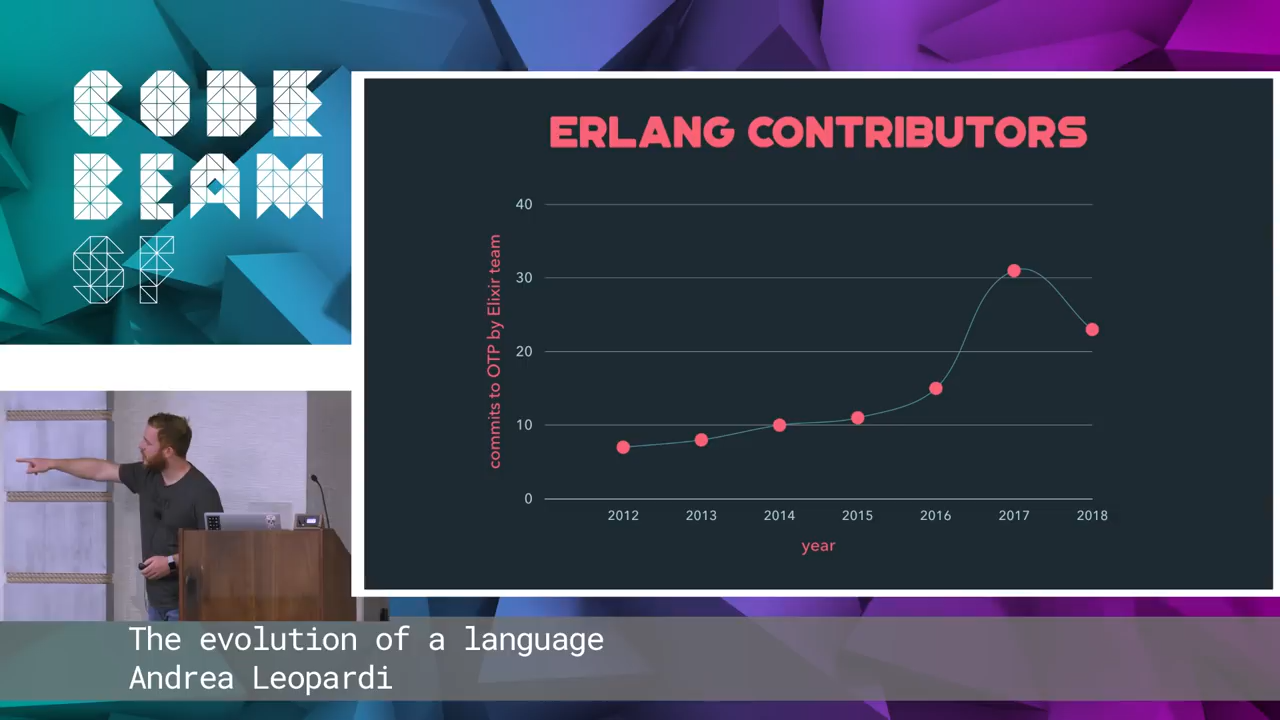 CODE
BEAM
SF
ERLANG CONTRIBUTORS
commits to OTP by Elixir team
40
30
20
10
0
2012 2013 2014 2015 2016 2017 2018
year
The evolution of a language
Andrea Leopardi